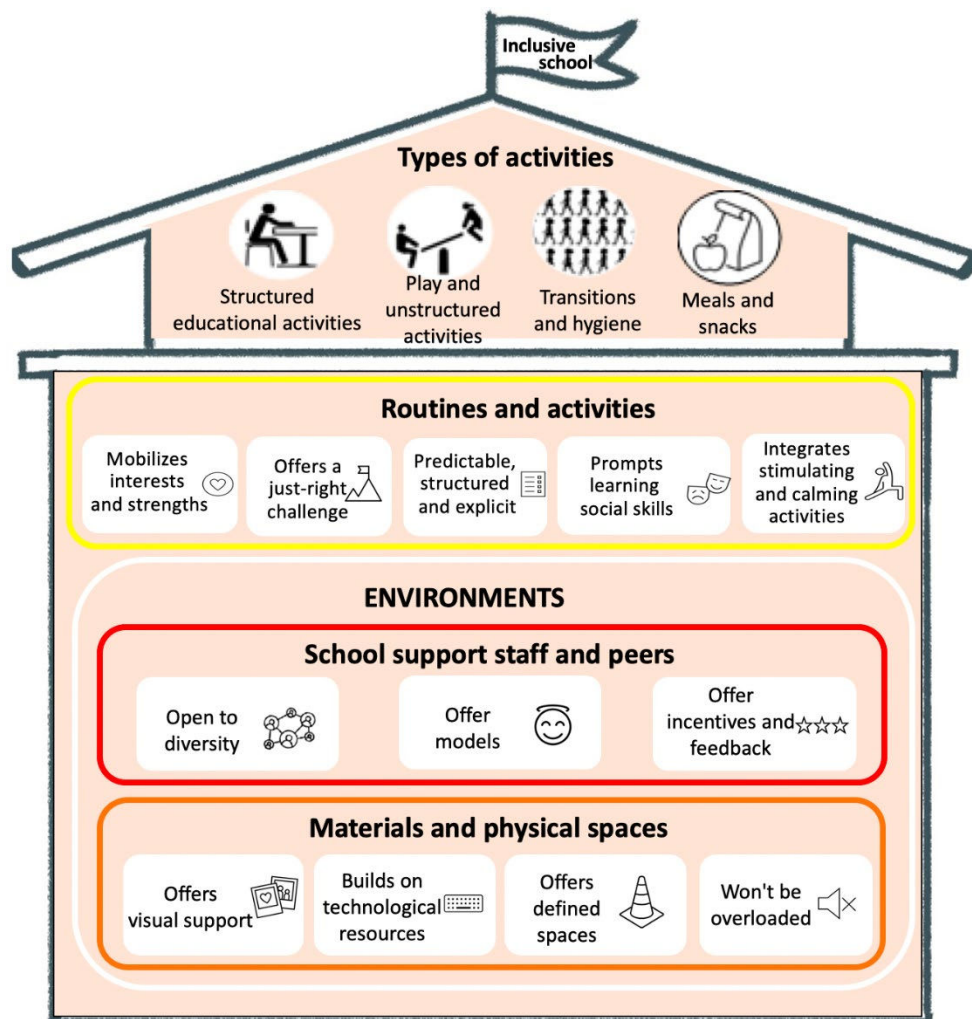 Inclusive
school
Types of activities
Structured
educational activities
Play and
unstructured
activities
Transitions
and hygiene
Meals and
snacks
Routines and activities
Mobilizes
interests
and strengths
Offers a
just-right
challenge
Predictable,
structured
and explicit
Prompts
learning
social skills
Integrates
stimulating
and calming
activities
ENVIRONMENTS
School support staff and peers
Open to
diversity
Offer
models
Offer
incentives and
feedback
Materials and physical spaces
Offers
visual support
Builds on
technological
resources
Offers
defined
spaces
Won't be
overloaded